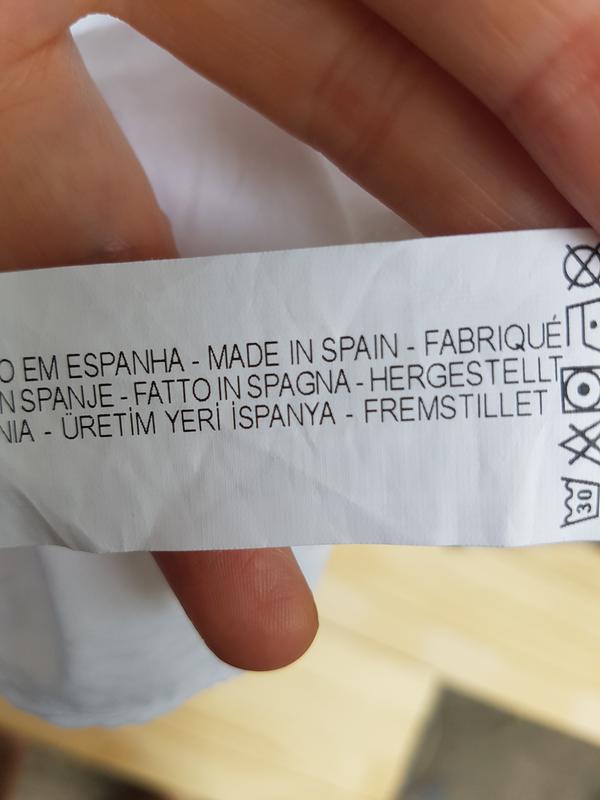 O EM ESPANHA - MADE IN SPAIN - FABRIQUÉ
N SPANJE - FATTO IN SPAGNA - HERGESTELLT
NIA - ÜRETİM YERİ İSPANYA - FREMSTILLET
30